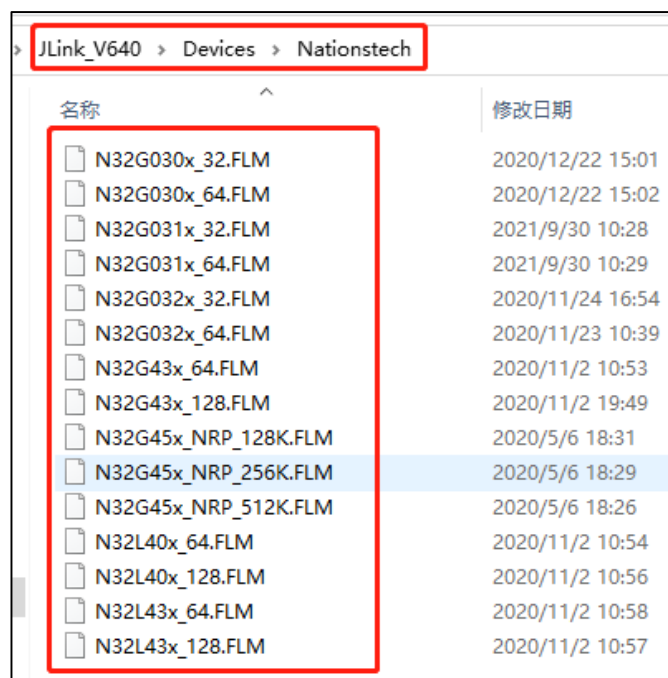 › JLink_V640 › Devices › Nationstech
名称 修改日期
N32G030x_32.FLM 2020/12/22 15:01
N32G030x_64.FLM 2020/12/22 15:02
N32G031x_32.FLM 2021/9/30 10:28
N32G031x_64.FLM 2021/9/30 10:29
N32G032x_32.FLM 2020/11/24 16:54
N32G032x_64.FLM 2020/11/23 10:39
N32G43x_64.FLM 2020/11/2 10:53
N32G43x_128.FLM 2020/11/2 19:49
N32G45x_NRP_128K.FLM 2020/5/6 18:31
N32G45x_NRP_256K.FLM 2020/5/6 18:29
N32G45x_NRP_512K.FLM 2020/5/6 18:26
N32L40x_64.FLM 2020/11/2 10:54
N32L40x_128.FLM 2020/11/2 10:56
N32L43x_64.FLM 2020/11/2 10:58
N32L43x_128.FLM 2020/11/2 10:57